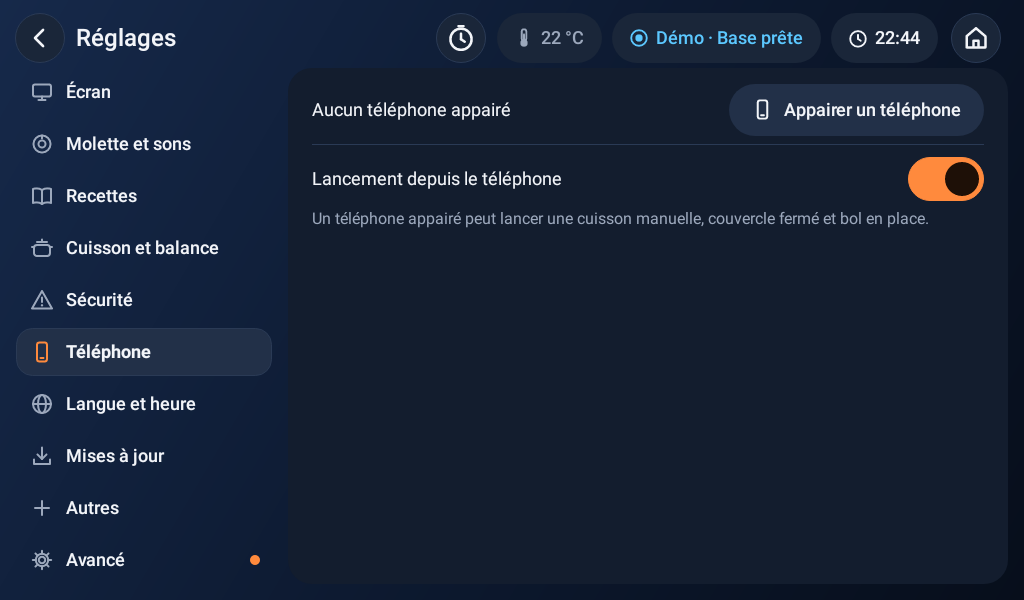 Réglages
22 °C
Démo · Base prête
22:44
Écran
Molette et sons
Recettes
Cuisson et balance
Sécurité
Téléphone
Langue et heure
Mises à jour
Autres
Avancé
Aucun téléphone appairé
Appairer un téléphone
Lancement depuis le téléphone
Un téléphone appairé peut lancer une cuisson manuelle, couvercle fermé et bol en place.